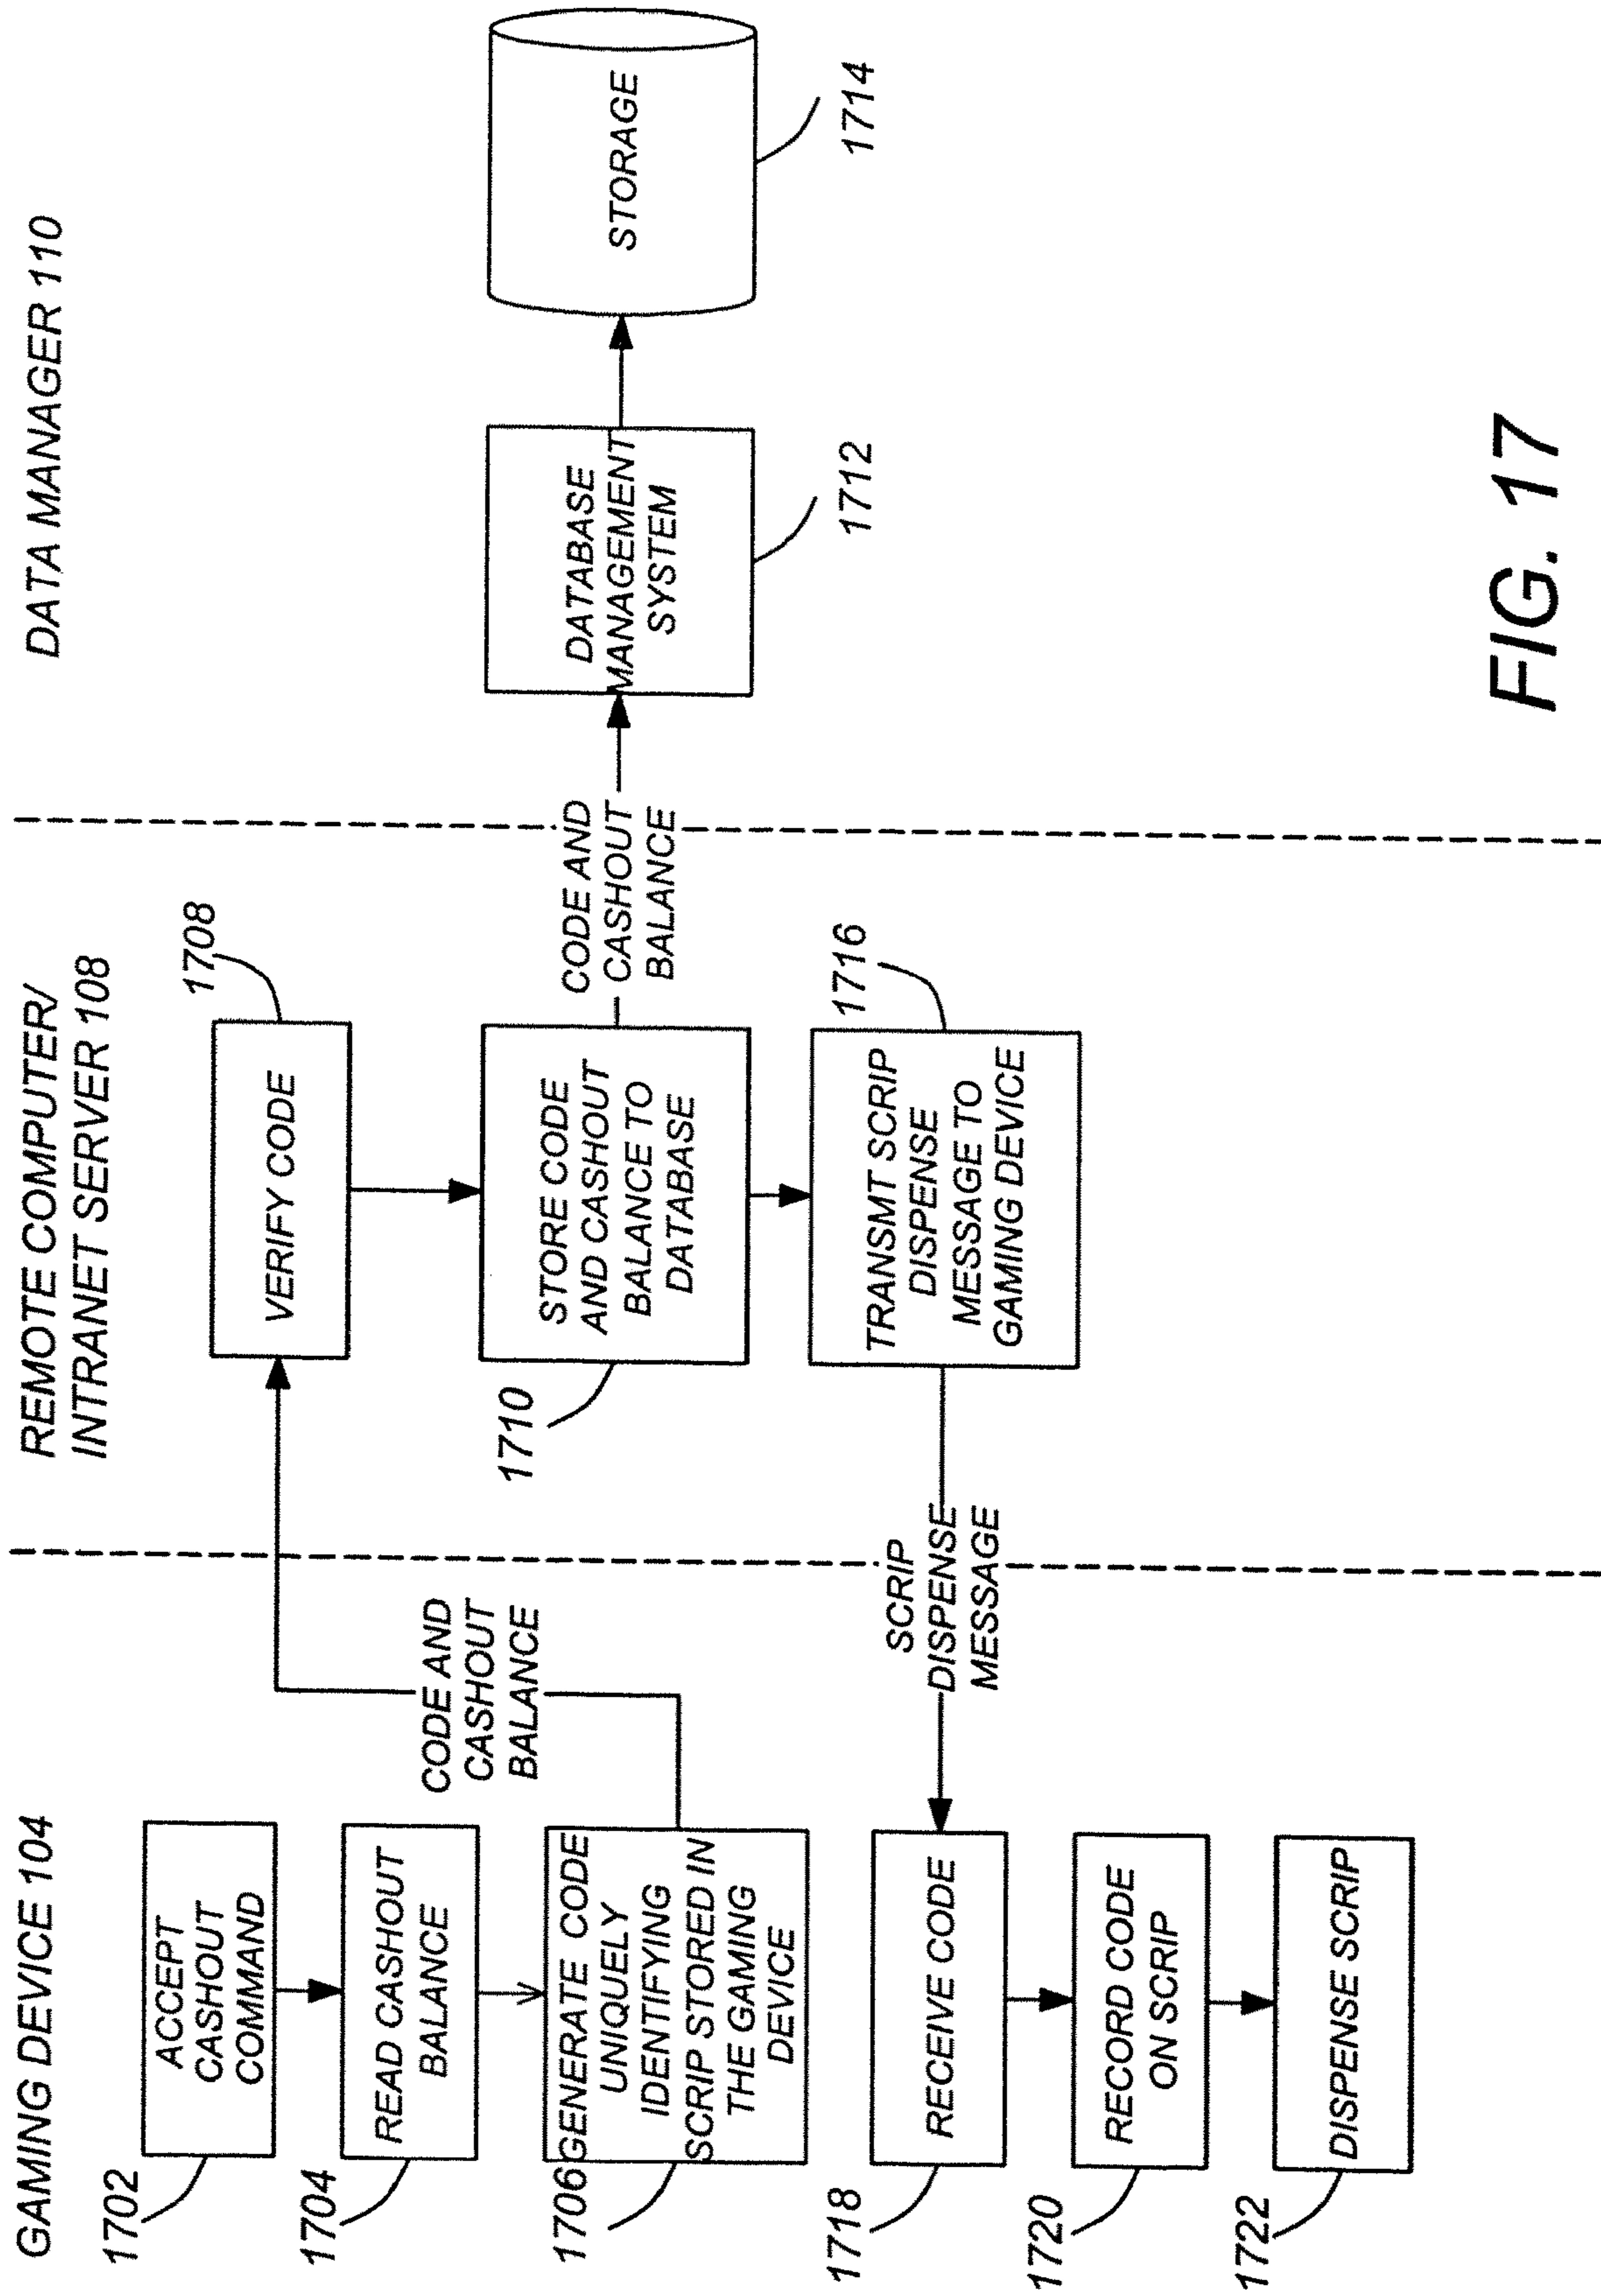 GAMING DEVICE 104
1702
ACCEPT
CASHOUT
COMMAND
1704
READ CASHOUT
BALANCE
1706
GENERATE CODE
UNIQUELY
IDENTIFYING
SCRIP STORED IN
THE GAMING
DEVICE
CODE AND
CASHOUT
BALANCE
REMOTE COMPUTER/
INTRANET SERVER 108
1708
VERIFY CODE
1710
STORE CODE
AND CASHOUT
BALANCE TO
DATABASE
CODE AND
CASHOUT
BALANCE
DATA MANAGER 110
DATABASE
MANAGEMENT
SYSTEM
1712
STORAGE
1714
1716
TRANSMT SCRIP
DISPENSE
MESSAGE TO
GAMING DEVICE
SCRIP
DISPENSE
MESSAGE
1718
RECEIVE CODE
1720
RECORD CODE
ON SCRIP
1722
DISPENSE SCRIP
FIG. 17